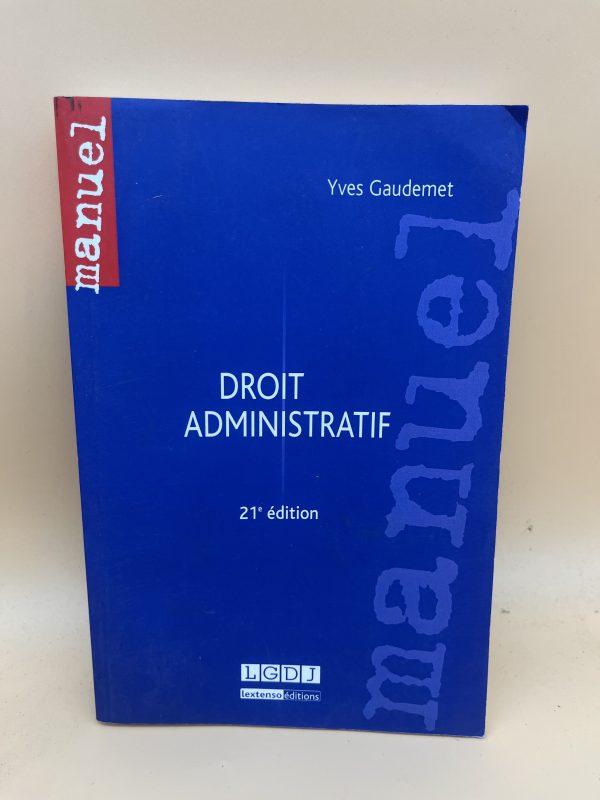 manuel
Yves Gaudemet
manuel
DROIT
ADMINISTRATIF
21e édition
LGDJ
lextenso éditions